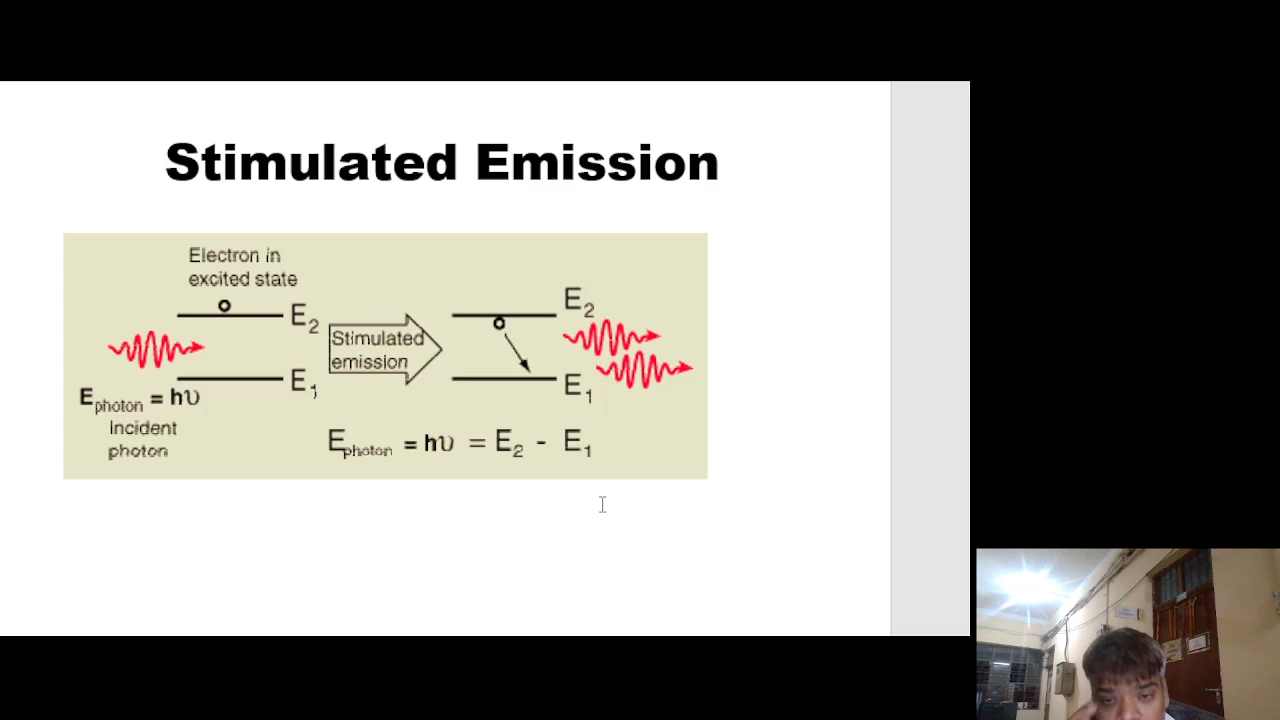 Stimulated Emission
Electron in
excited state
E2
E1
Ephoton = hυ
Incident
photon
Stimulated
emission
E2
E1
Ephoton = hυ = E2 - E1